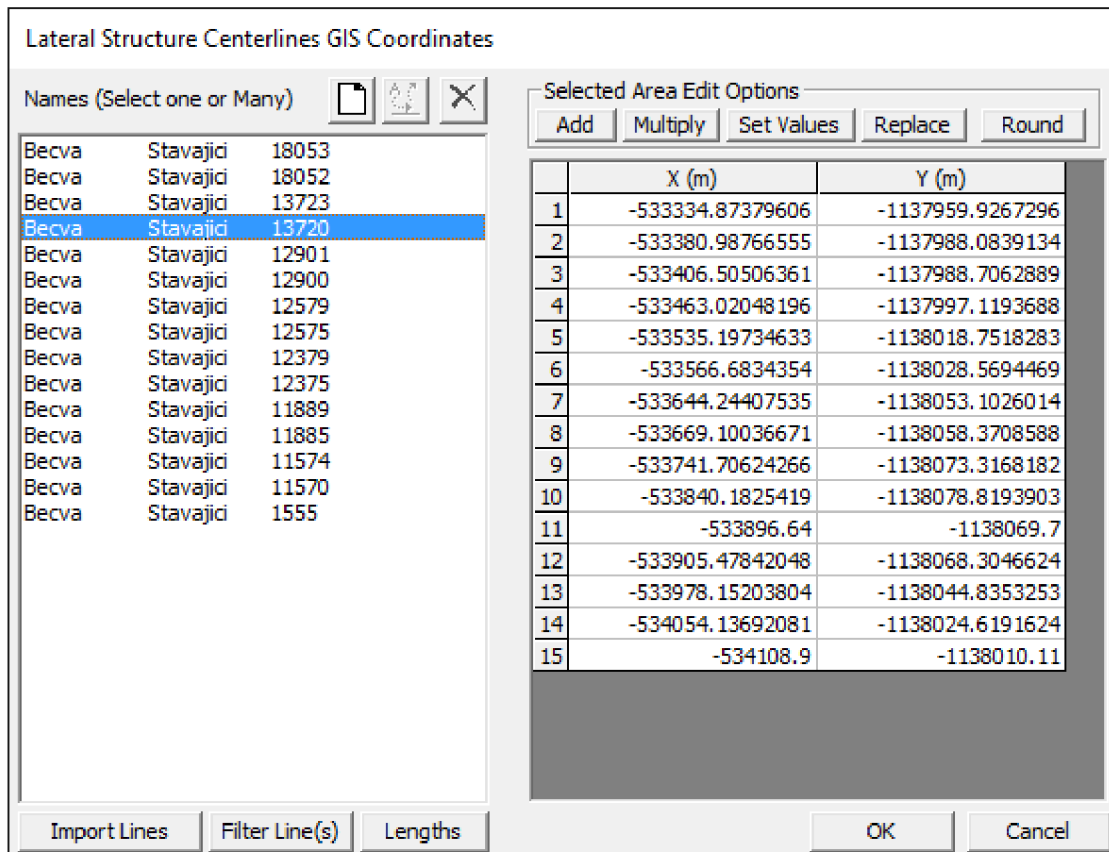 Lateral Structure Centerlines GIS Coordinates
Names (Select one or Many)
Becva Stavajici 18053
Becva Stavajici 18052
Becva Stavajici 13723
Becva Stavajici 13720
Becva Stavajici 12901
Becva Stavajici 12900
Becva Stavajici 12579
Becva Stavajici 12575
Becva Stavajici 12379
Becva Stavajici 12375
Becva Stavajici 11889
Becva Stavajici 11885
Becva Stavajici 11574
Becva Stavajici 11570
Becva Stavajici 1555
Import Lines Filter Line(s) Lengths
Selected Area Edit Options
Add Multiply Set Values Replace Round
X (m) Y (m)
1 -533334.87379606 -1137959.9267296
2 -533380.98766555 -1137988.0839134
3 -533406.50506361 -1137988.7062889
4 -533463.02048196 -1137997.1193688
5 -533535.19734633 -1138018.7518283
6 -533566.6834354 -1138028.5694469
7 -533644.24407535 -1138053.1026014
8 -533669.10036671 -1138058.3708588
9 -533741.70624266 -1138073.3168182
10 -533840.1825419 -1138078.8193903
11 -533896.64 -1138069.7
12 -533905.47842048 -1138068.3046624
13 -533978.15203804 -1138044.8353253
14 -534054.13692081 -1138024.6191624
15 -534108.9 -1138010.11
OK Cancel